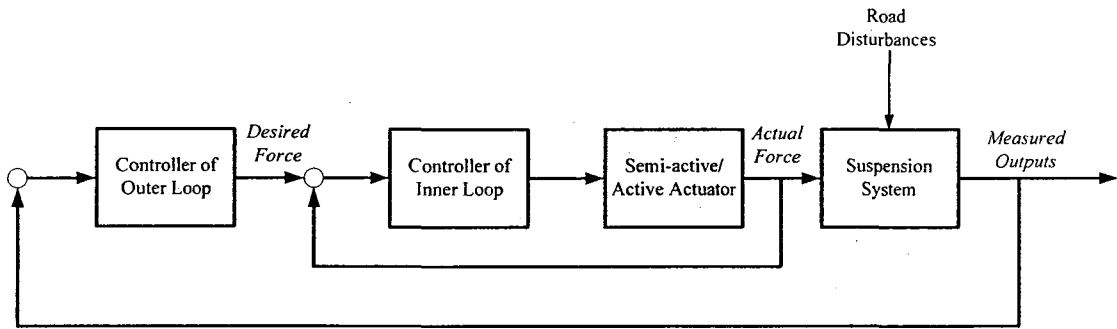 Road
Disturbances
Controller of
Outer Loop
Desired
Force
Controller of
Inner Loop
Semi-active/
Active Actuator
Actual
Force
Suspension
System
Measured
Outputs